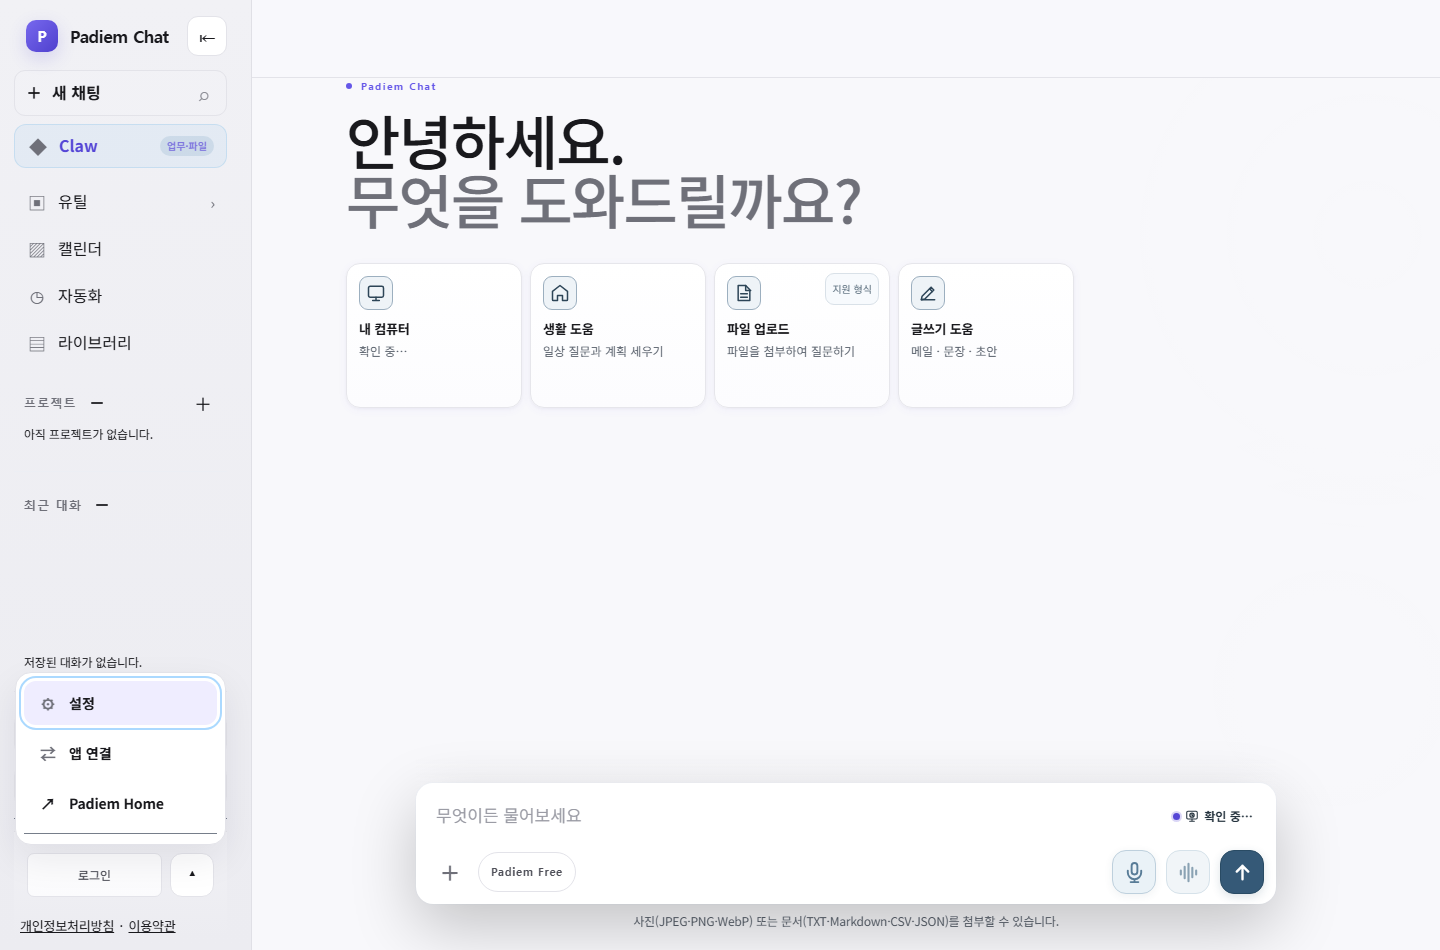 P Padiem Chat
새 채팅
Claw 업무·파일
유틸
캘린더
자동화
라이브러리
프로젝트
아직 프로젝트가 없습니다.
최근 대화
저장된 대화가 없습니다.
설정
앱 연결
Padiem Home
로그인
개인정보처리방침 · 이용약관
Padiem Chat
안녕하세요.
무엇을 도와드릴까요?
내 컴퓨터
확인 중···
생활 도움
일상 질문과 계획 세우기
지원 형식
파일 업로드
파일을 첨부하여 질문하기
글쓰기 도움
메일 · 문장 · 초안
무엇이든 물어보세요
확인 중···
Padiem Free
사진(JPEG·PNG·WebP) 또는 문서(TXT·Markdown·CSV·JSON)를 첨부할 수 있습니다.